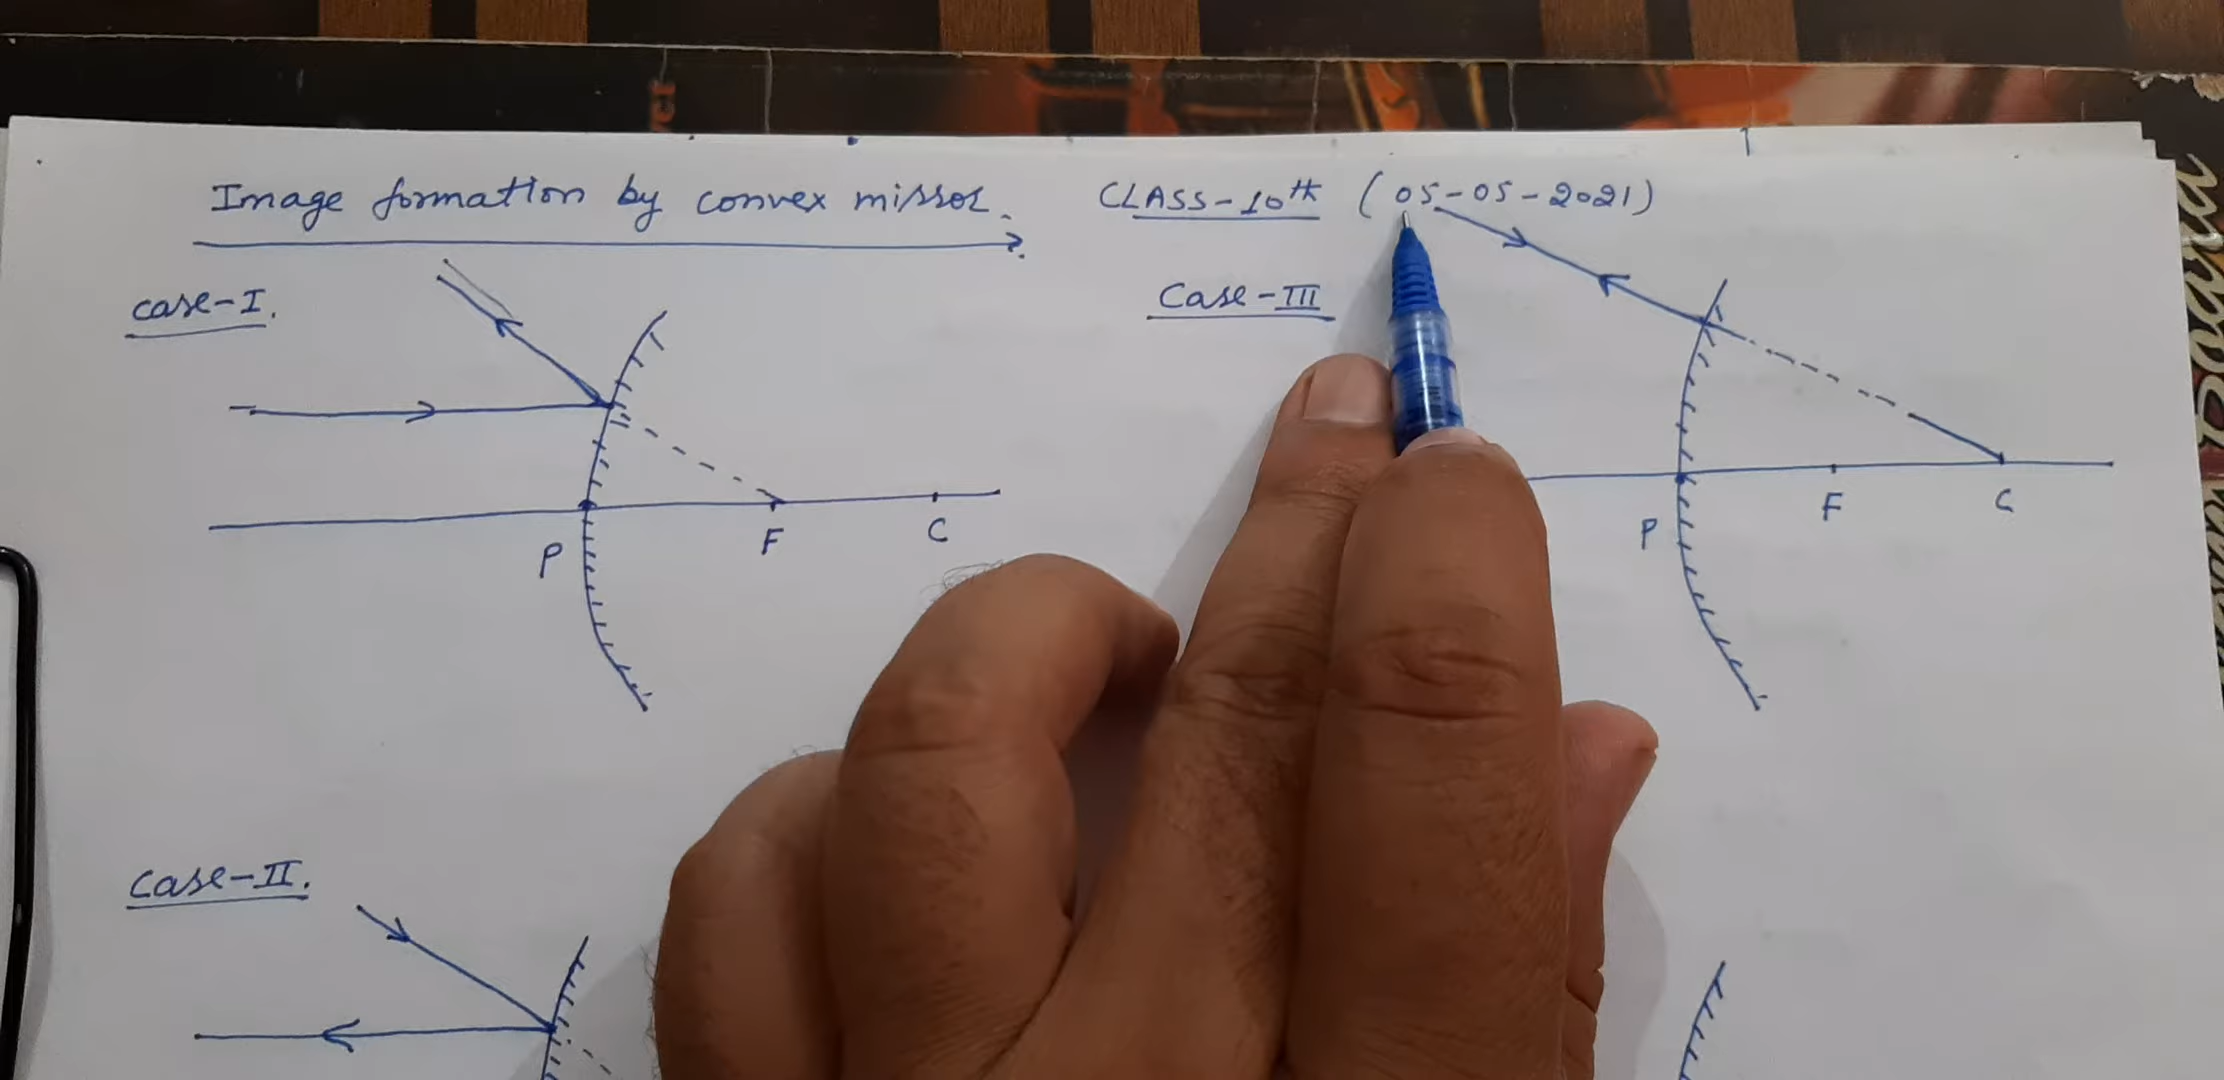 Image formation by convex mirror.
CLASS-10th (05-05-2021)
case-I.
P
F
C
Case-III
P
F
C
Case-II.